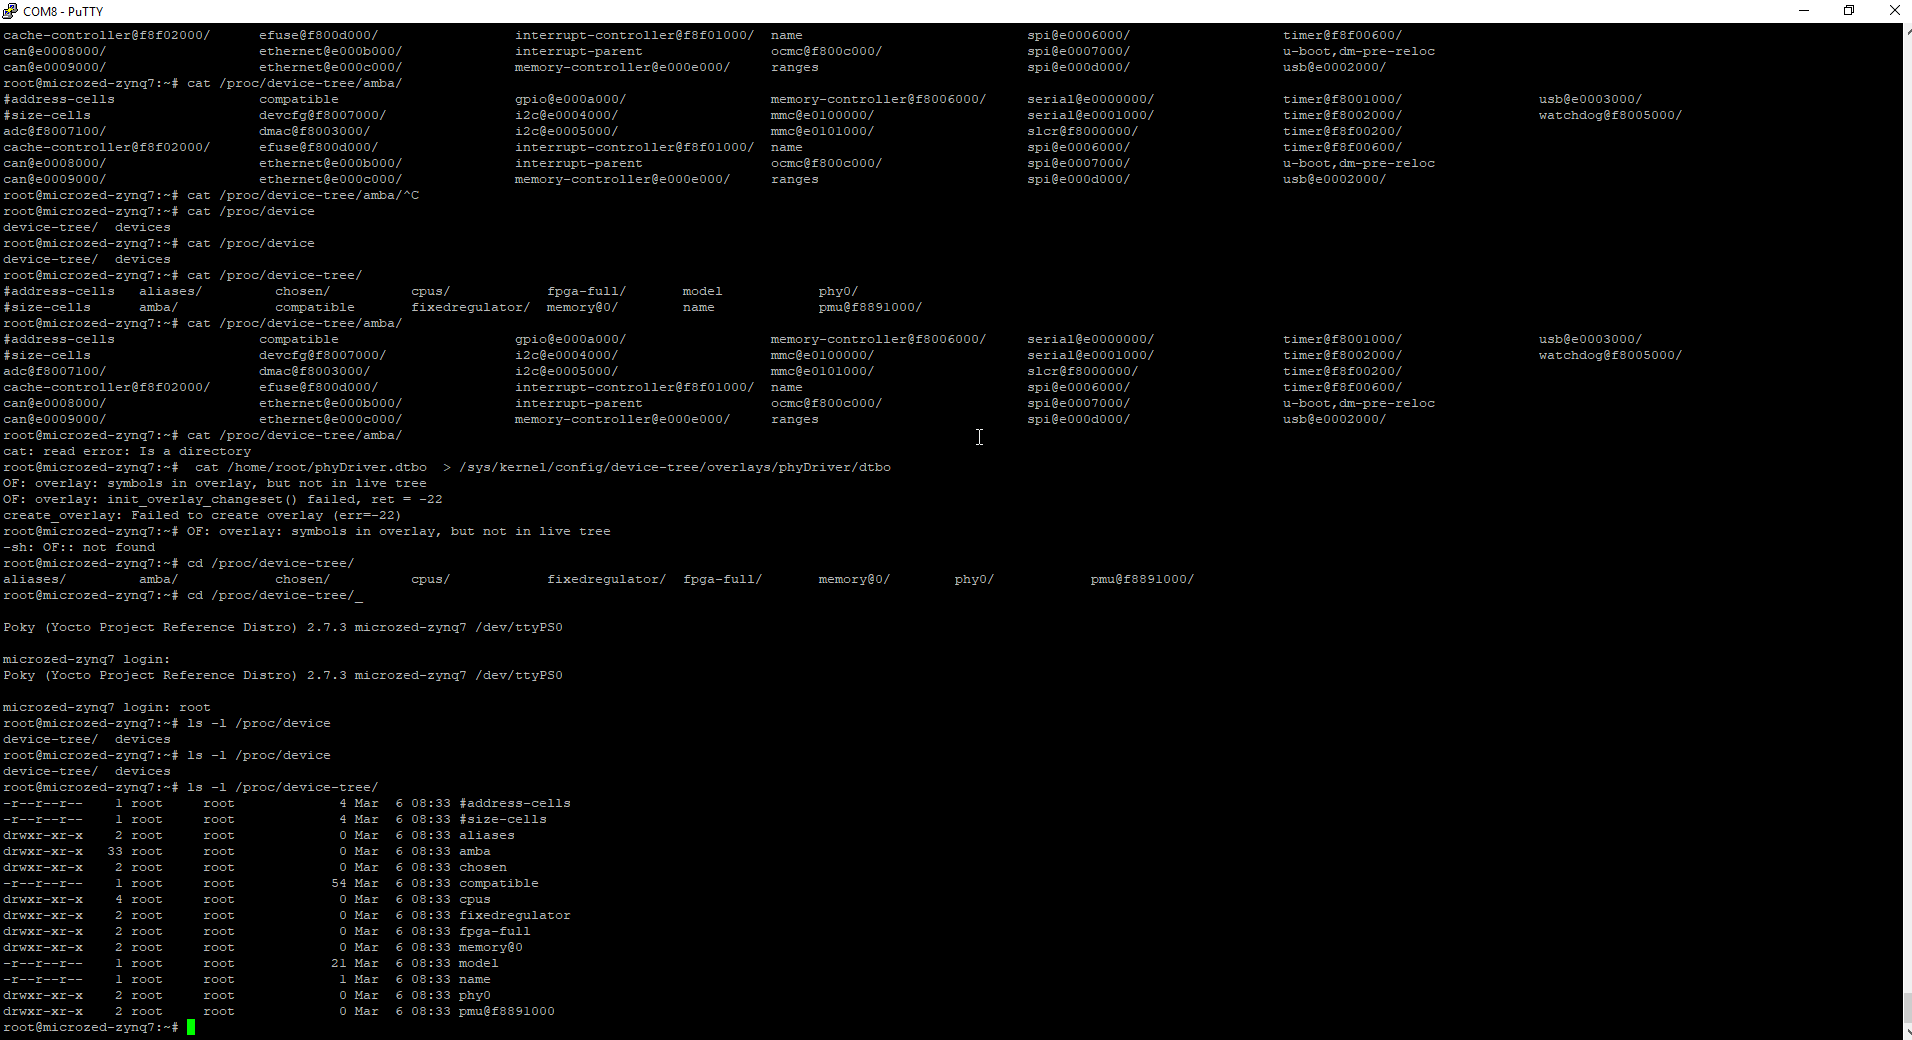 COM8 - PuTTY
cache-controller@f8f02000/ efuse@f800d000/ interrupt-controller@f8f01000/ name spi@e0006000/ timer@f8f00600/
can@e0008000/ ethernet@e000b000/ interrupt-parent ocmc@f800c000/ spi@e0007000/ u-boot,dm-pre-reloc
can@e0009000/ ethernet@e000c000/ memory-controller@e000e000/ ranges spi@e000d000/ usb@e0002000/
root@microzed-zynq7:~# cat /proc/device-tree/amba/
#address-cells compatible gpio@e000a000/ memory-controller@f8006000/ serial@e0000000/ timer@f8001000/ usb@e0003000/
#size-cells devcfg@f8007000/ i2c@e0004000/ mmc@e0100000/ serial@e0001000/ timer@f8002000/ watchdog@f8005000/
adc@f8007100/ dmac@f8003000/ i2c@e0005000/ mmc@e0101000/ slcr@f8000000/ timer@f8f00200/
cache-controller@f8f02000/ efuse@f800d000/ interrupt-controller@f8f01000/ name spi@e0006000/ timer@f8f00600/
can@e0008000/ ethernet@e000b000/ interrupt-parent ocmc@f800c000/ spi@e0007000/ u-boot,dm-pre-reloc
can@e0009000/ ethernet@e000c000/ memory-controller@e000e000/ ranges spi@e000d000/ usb@e0002000/
root@microzed-zynq7:~# cat /proc/device-tree/amba/^C
root@microzed-zynq7:~# cat /proc/device
device-tree/ devices
root@microzed-zynq7:~# cat /proc/device
device-tree/ devices
root@microzed-zynq7:~# cat /proc/device-tree/
#address-cells aliases/ chosen/ cpus/ fpga-full/ model phy0/
#size-cells amba/ compatible fixedregulator/ memory@0/ name pmu@f8891000/
root@microzed-zynq7:~# cat /proc/device-tree/amba/
#address-cells compatible gpio@e000a000/ memory-controller@f8006000/ serial@e0000000/ timer@f8001000/ usb@e0003000/
#size-cells devcfg@f8007000/ i2c@e0004000/ mmc@e0100000/ serial@e0001000/ timer@f8002000/ watchdog@f8005000/
adc@f8007100/ dmac@f8003000/ i2c@e0005000/ mmc@e0101000/ slcr@f8000000/ timer@f8f00200/
cache-controller@f8f02000/ efuse@f800d000/ interrupt-controller@f8f01000/ name spi@e0006000/ timer@f8f00600/
can@e0008000/ ethernet@e000b000/ interrupt-parent ocmc@f800c000/ spi@e0007000/ u-boot,dm-pre-reloc
can@e0009000/ ethernet@e000c000/ memory-controller@e000e000/ ranges spi@e000d000/ usb@e0002000/
root@microzed-zynq7:~# cat /proc/device-tree/amba/
cat: read error: Is a directory
root@microzed-zynq7:~#  cat /home/root/phyDriver.dtbo  > /sys/kernel/config/device-tree/overlays/phyDriver/dtbo
OF: overlay: symbols in overlay, but not in live tree
OF: overlay: init_overlay_changeset() failed, ret = -22
create_overlay: Failed to create overlay (err=-22)
root@microzed-zynq7:~# OF: overlay: symbols in overlay, but not in live tree
-sh: OF:: not found
root@microzed-zynq7:~# cd /proc/device-tree/
aliases/ amba/ chosen/ cpus/ fixedregulator/ fpga-full/ memory@0/ phy0/ pmu@f8891000/
root@microzed-zynq7:~# cd /proc/device-tree/_
Poky (Yocto Project Reference Distro) 2.7.3 microzed-zynq7 /dev/ttyPS0
microzed-zynq7 login:
Poky (Yocto Project Reference Distro) 2.7.3 microzed-zynq7 /dev/ttyPS0
microzed-zynq7 login: root
root@microzed-zynq7:~# ls -l /proc/device
device-tree/ devices
root@microzed-zynq7:~# ls -l /proc/device
device-tree/ devices
root@microzed-zynq7:~# ls -l /proc/device-tree/
-r--r--r-- 1 root root 4 Mar 6 08:33 #address-cells
-r--r--r-- 1 root root 4 Mar 6 08:33 #size-cells
drwxr-xr-x 2 root root 0 Mar 6 08:33 aliases
drwxr-xr-x 33 root root 0 Mar 6 08:33 amba
drwxr-xr-x 2 root root 0 Mar 6 08:33 chosen
-r--r--r-- 1 root root 54 Mar 6 08:33 compatible
drwxr-xr-x 4 root root 0 Mar 6 08:33 cpus
drwxr-xr-x 2 root root 0 Mar 6 08:33 fixedregulator
drwxr-xr-x 2 root root 0 Mar 6 08:33 fpga-full
drwxr-xr-x 2 root root 0 Mar 6 08:33 memory@0
-r--r--r-- 1 root root 21 Mar 6 08:33 model
-r--r--r-- 1 root root 1 Mar 6 08:33 name
drwxr-xr-x 2 root root 0 Mar 6 08:33 phy0
drwxr-xr-x 2 root root 0 Mar 6 08:33 pmu@f8891000
root@microzed-zynq7:~#